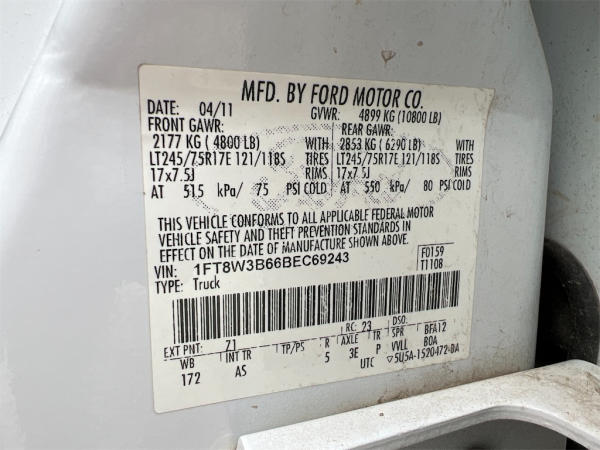 MFD. BY FORD MOTOR CO.
DATE: 04/11 GVWR: 4899 KG (10800 LB)
FRONT GAWR: REAR GAWR:
2177 KG ( 4800 LB) WITH 2853 KG ( 6290 LB) WITH
LT245/75R17E 121/118S TIRES LT245/75R17E 121/118S TIRES
17x7.5J RIMS 17x7.5J RIMS
AT 515 kPa/ 75 PSI COLD AT 550 kPa/ 80 PSI COLD
THIS VEHICLE CONFORMS TO ALL APPLICABLE FEDERAL MOTOR
VEHICLE SAFETY AND THEFT PREVENTION STANDARDS IN
EFFECT ON THE DATE OF MANUFACTURE SHOWN ABOVE.
VIN: 1FT8W3B66BEC69243 F0159
TYPE: Truck T1108
EXT PNT: Z1 RC: 23 DSO:
WB INT TR TP/PS R AXLE TR SPR BFA12
172 AS 5 3E P VVLL BOA
UTC ▽5U5A-1520472-DA